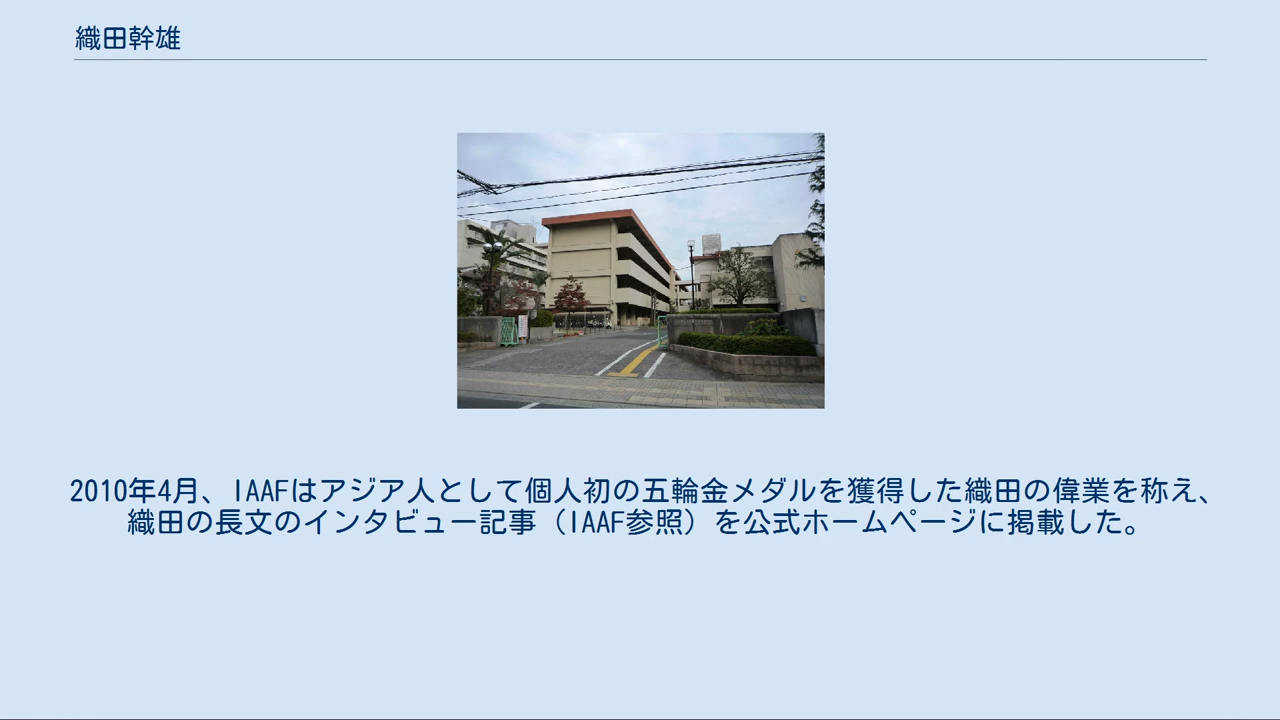 織田幹雄
2010年4月、IAAFはアジア人として個人初の五輪金メダルを獲得した織田の偉業を称え、
織田の長文のインタビュー記事（IAAF参照）を公式ホームページに掲載した。